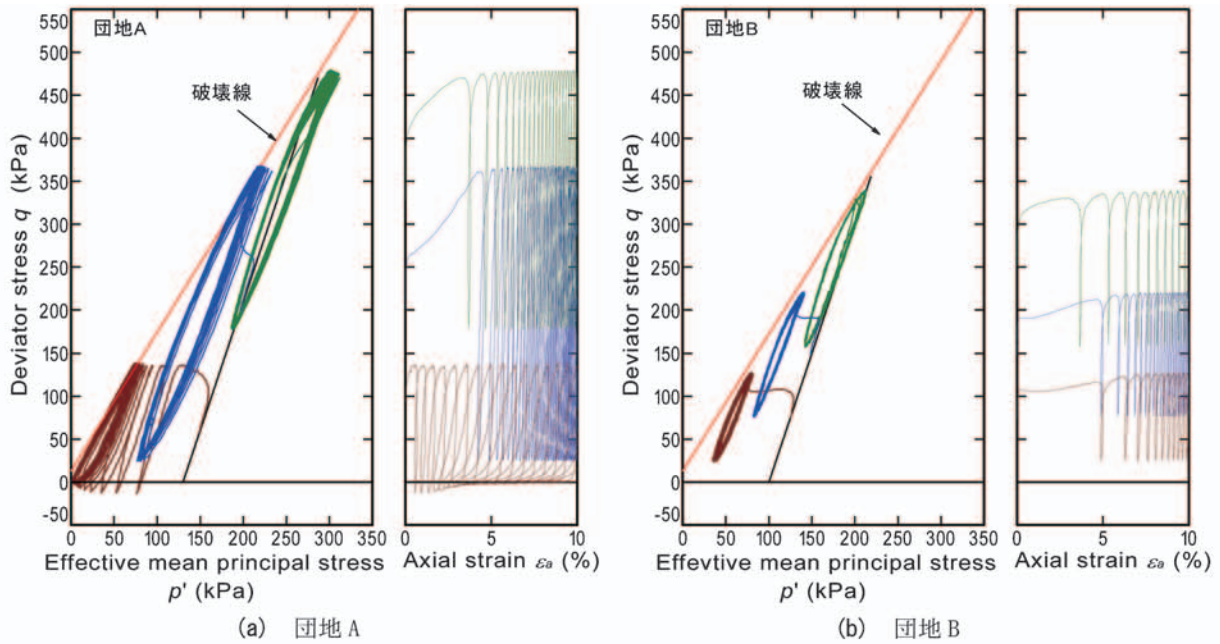 団地A
破壊線
Deviator stress q (kPa)
500
450
400
350
300
250
200
150
100
50
0
-50
0 50 100 150 200 250 300 350
Effective mean principal stress
p' (kPa)
0 5 10
Axial strain εa (%)
(a) 団地 A
団地B
破壊線
Deviator stress q (kPa)
500
450
400
350
300
250
200
150
100
50
0
-50
0 50 100 150 200 250 300 350
Effevtive mean principal stress
p' (kPa)
0 5 10
Axial strain εa (%)
(b) 団地 B